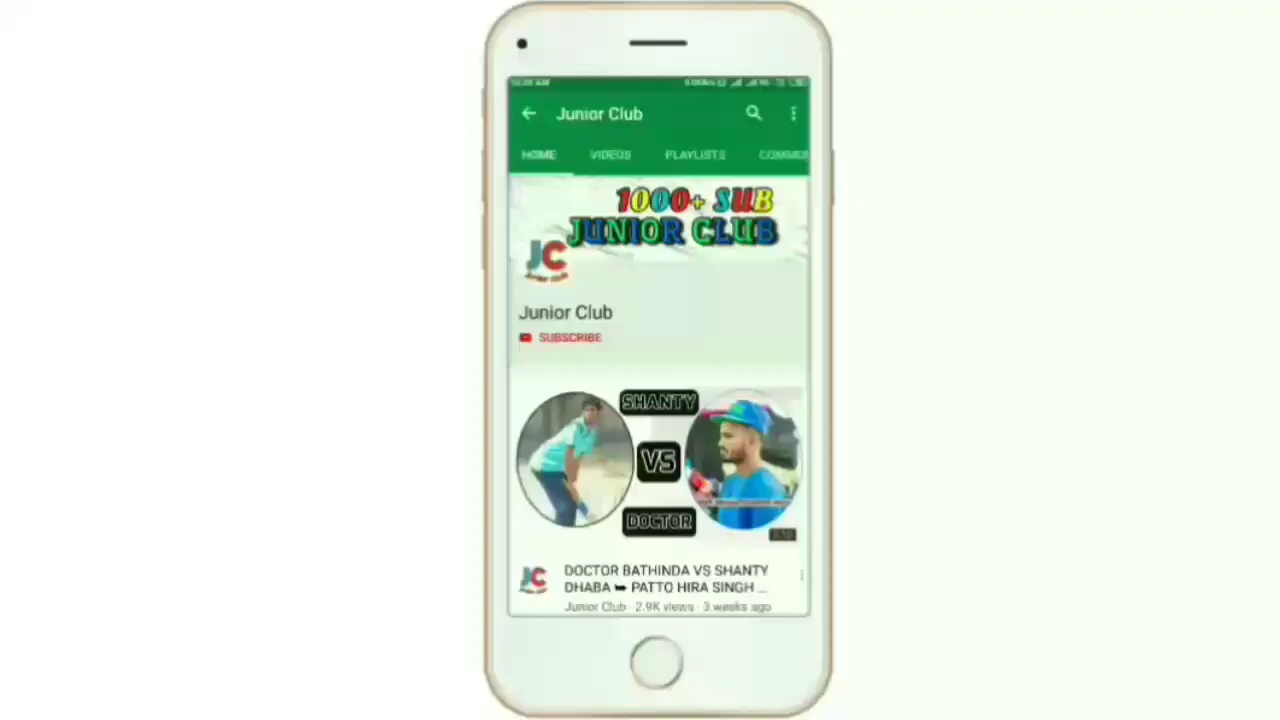 Junior Club
HOME VIDEOS PLAYLISTS
1000+ SUB
JUNIOR CLUB
JC
Junior Club
SUBSCRIBE
SHANTY
VS
DOCTOR
JC
DOCTOR BATHINDA VS SHANTY
DHABA ➥ PATTO HIRA SINGH ...
Junior Club · 2.9K views · 3 weeks ago